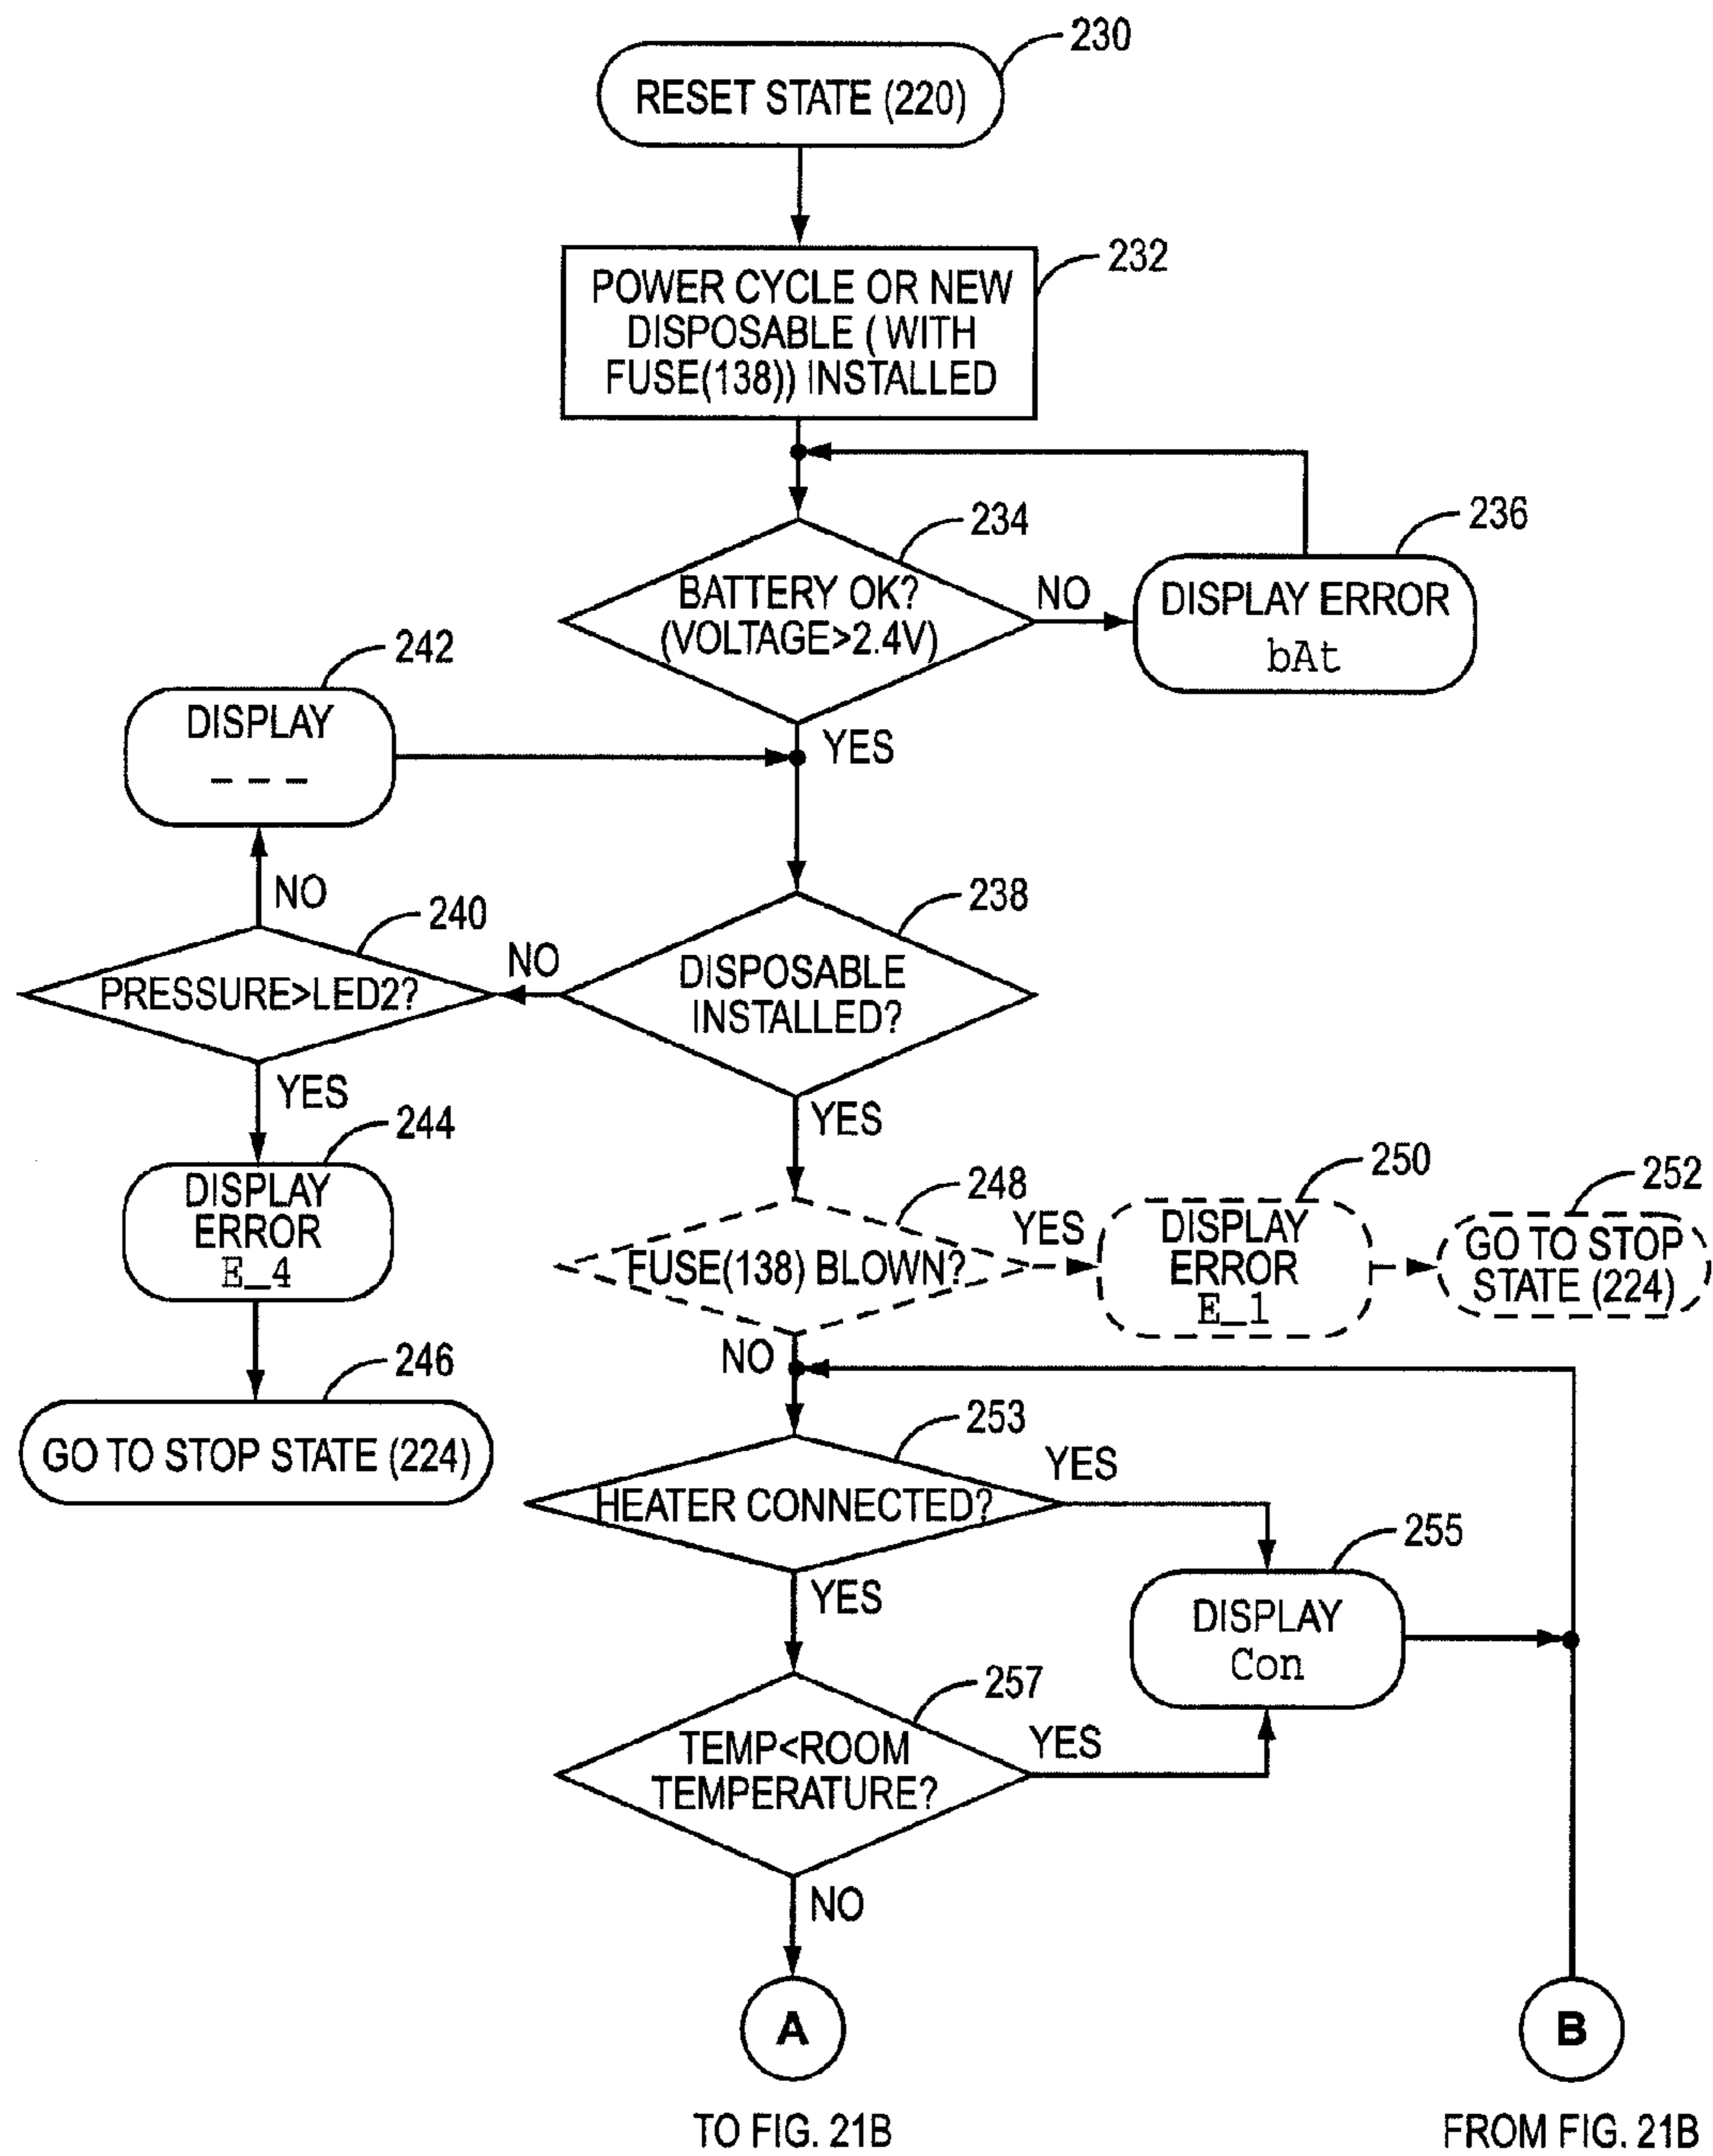 230
RESET STATE (220)
232
POWER CYCLE OR NEW
DISPOSABLE ( WITH
FUSE(138)) INSTALLED
234
BATTERY OK?
(VOLTAGE>2.4V)
NO
236
DISPLAY ERROR
bAt
242
DISPLAY
– – –
YES
NO
240
PRESSURE>LED2?
NO
238
DISPOSABLE
INSTALLED?
YES
244
DISPLAY
ERROR
E_4
YES
248
FUSE(138) BLOWN?
YES
250
DISPLAY
ERROR
E_1
252
GO TO STOP
STATE (224)
246
GO TO STOP STATE (224)
NO
253
HEATER CONNECTED?
YES
255
DISPLAY
Con
YES
257
TEMP<ROOM
TEMPERATURE?
YES
NO
A
B
TO FIG. 21B
FROM FIG. 21B